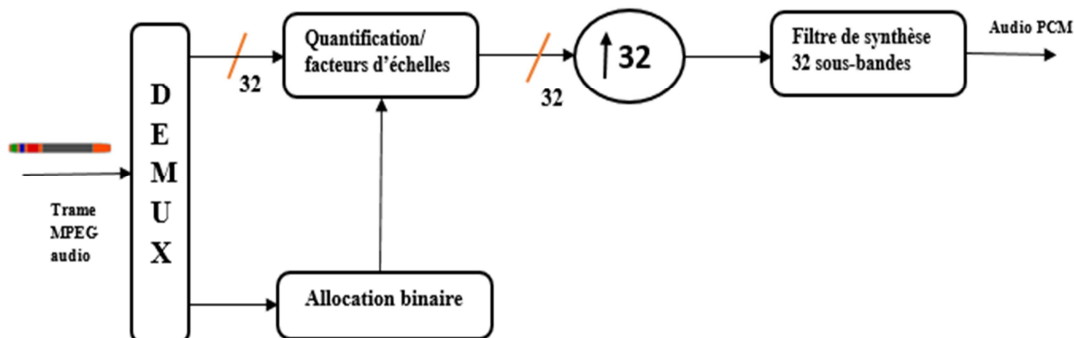 Trame
MPEG
audio
D
E
M
U
X
32
Quantification/
facteurs d'échelles
32
32
Filtre de synthèse
32 sous-bandes
Audio PCM
Allocation binaire